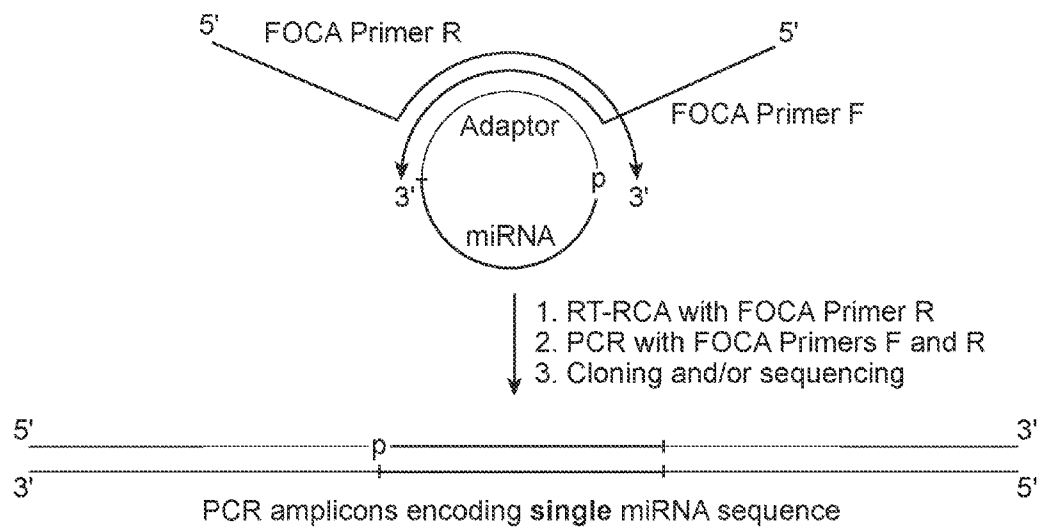 5'
FOCA Primer R
5'
FOCA Primer F
Adaptor
3'
p
3'
miRNA
1. RT-RCA with FOCA Primer R
2. PCR with FOCA Primers F and R
3. Cloning and/or sequencing
5'
p
3'
3'
5'
PCR amplicons encoding single miRNA sequence